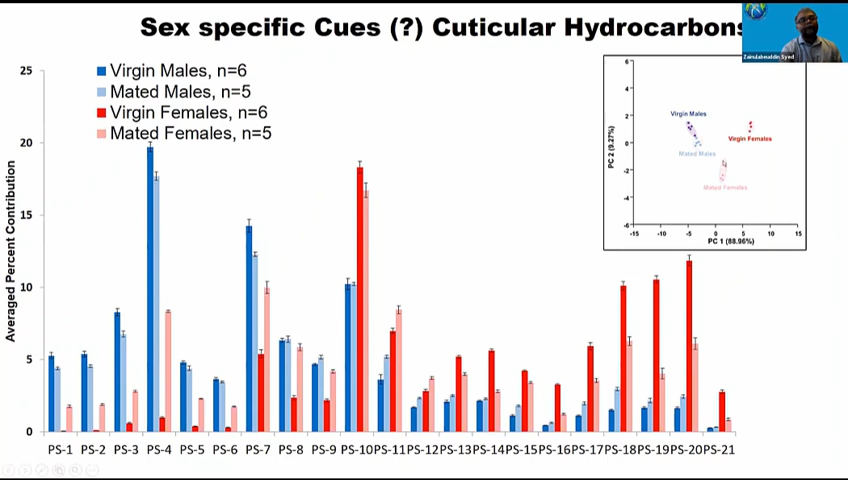 Sex specific Cues (?) Cuticular Hydrocarbons
Zainulabeuddin Syed
Virgin Males, n=6
Mated Males, n=5
Virgin Females, n=6
Mated Females, n=5
Averaged Percent Contribution
25
20
15
10
5
0
PS-1 PS-2 PS-3 PS-4 PS-5 PS-6 PS-7 PS-8 PS-9 PS-10 PS-11 PS-12 PS-13 PS-14 PS-15 PS-16 PS-17 PS-18 PS-19 PS-20 PS-21
PC 2 (9.27%)
6
4
2
0
-2
-4
-6
Virgin Males
Virgin Females
Mated Males
Mated Females
-15 -10 -5 0 5 10 15
PC 1 (88.96%)